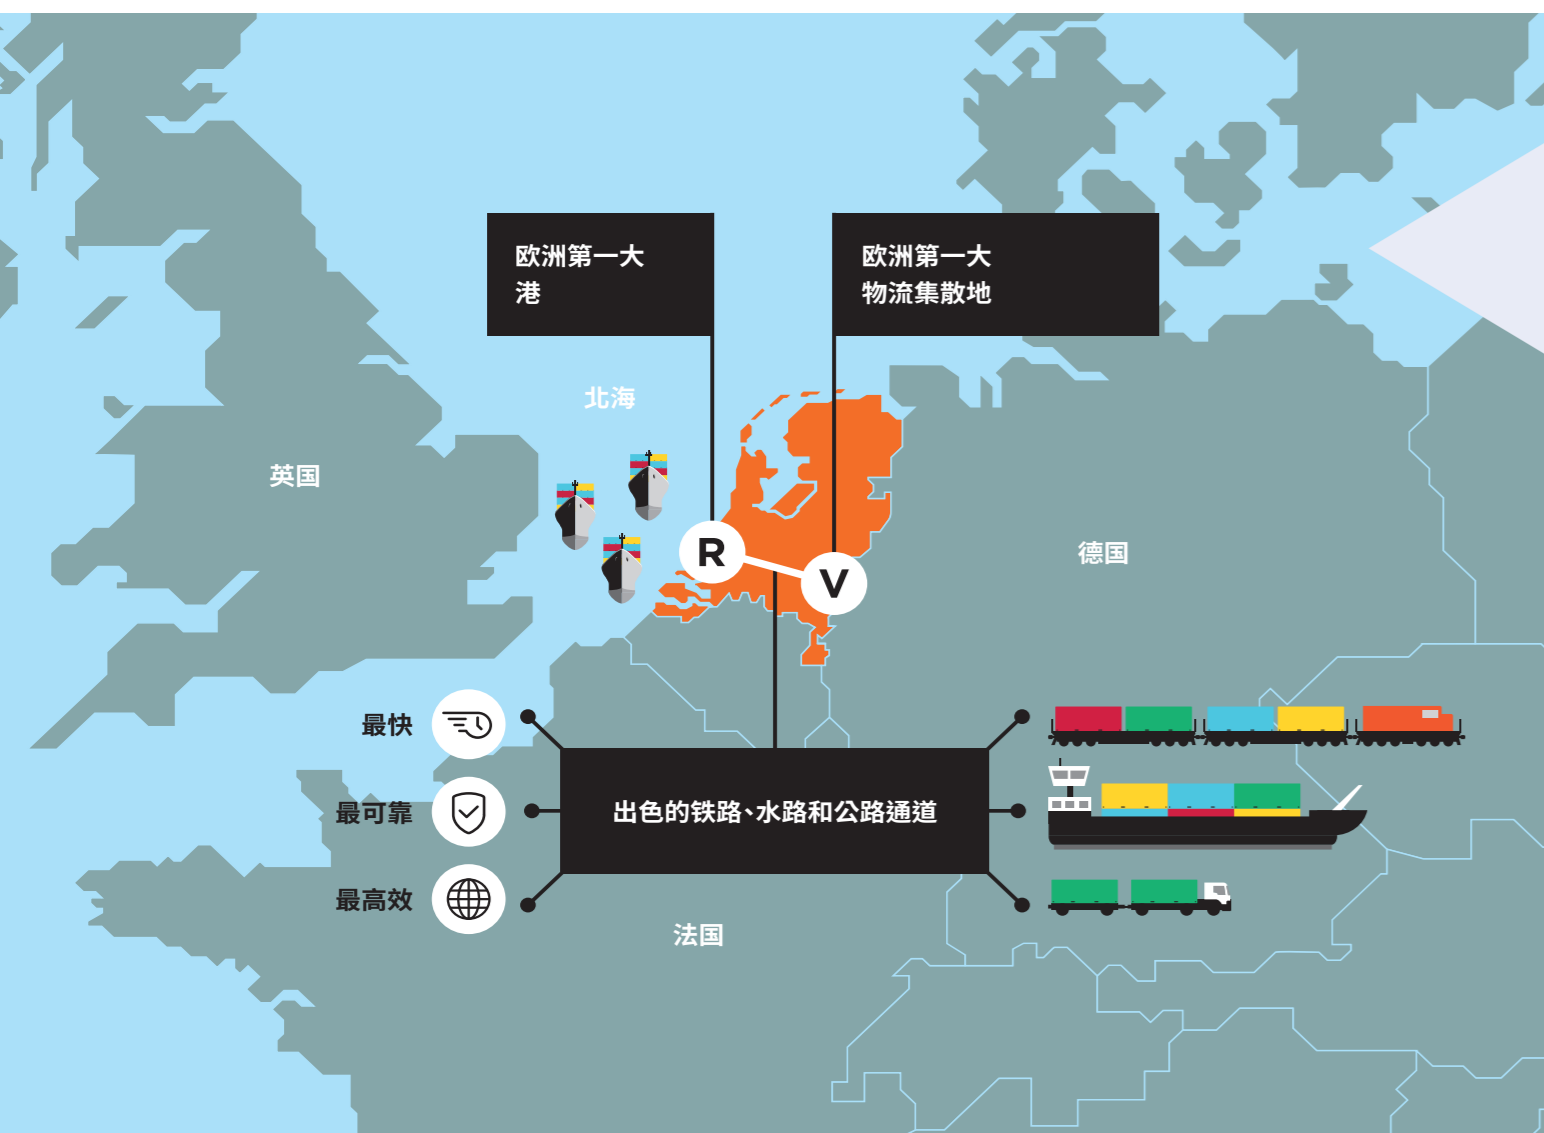 欧洲第一大
港
欧洲第一大
物流集散地
北海
英国
R
V
德国
最快
最可靠
出色的铁路、水路和公路通道
最高效
法国